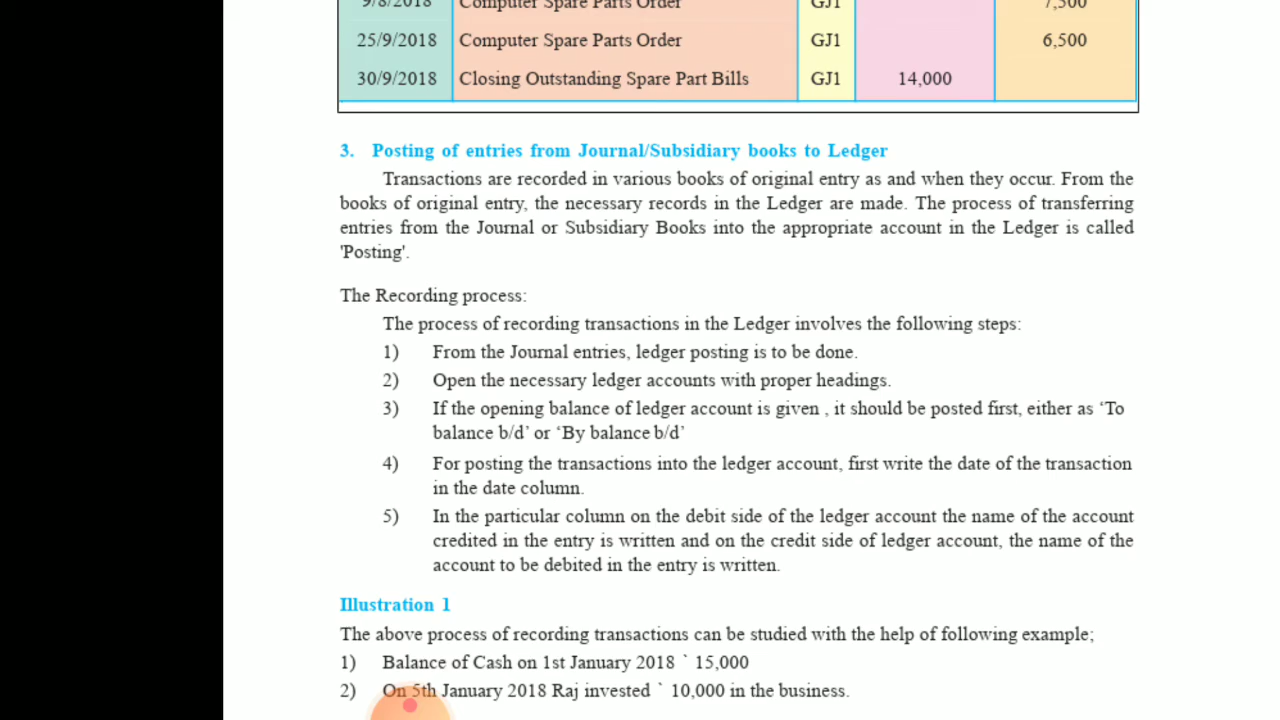 9/8/2018 Computer Spare Parts Order GJ1 7,500
25/9/2018 Computer Spare Parts Order GJ1 6,500
30/9/2018 Closing Outstanding Spare Part Bills GJ1 14,000
3. Posting of entries from Journal/Subsidiary books to Ledger
Transactions are recorded in various books of original entry as and when they occur. From the
books of original entry, the necessary records in the Ledger are made. The process of transferring
entries from the Journal or Subsidiary Books into the appropriate account in the Ledger is called
'Posting'.
The Recording process:
The process of recording transactions in the Ledger involves the following steps:
1) From the Journal entries, ledger posting is to be done.
2) Open the necessary ledger accounts with proper headings.
3) If the opening balance of ledger account is given , it should be posted first, either as ‘To
balance b/d’ or ‘By balance b/d’
4) For posting the transactions into the ledger account, first write the date of the transaction
in the date column.
5) In the particular column on the debit side of the ledger account the name of the account
credited in the entry is written and on the credit side of ledger account, the name of the
account to be debited in the entry is written.
Illustration 1
The above process of recording transactions can be studied with the help of following example;
1) Balance of Cash on 1st January 2018 ` 15,000
2) On 5th January 2018 Raj invested ` 10,000 in the business.